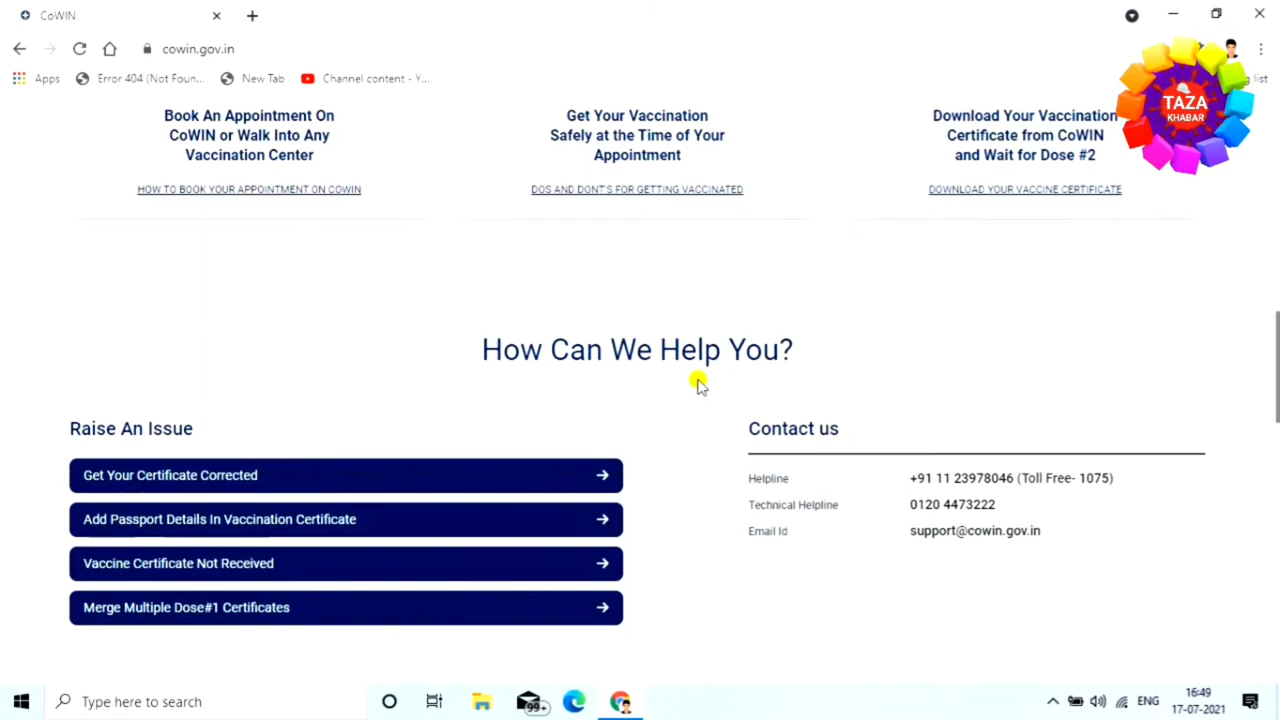 CoWIN
cowin.gov.in
Apps
Error 404 (Not Foun...
New Tab
Channel content - Y...
g list
TAZA
KHABAR
Book An Appointment On
CoWIN or Walk Into Any
Vaccination Center
HOW TO BOOK YOUR APPOINTMENT ON COWIN
Get Your Vaccination
Safely at the Time of Your
Appointment
DOS AND DONT'S FOR GETTING VACCINATED
Download Your Vaccination
Certificate from CoWIN
and Wait for Dose #2
DOWNLOAD YOUR VACCINE CERTIFICATE
How Can We Help You?
Raise An Issue
Get Your Certificate Corrected
Add Passport Details In Vaccination Certificate
Vaccine Certificate Not Received
Merge Multiple Dose#1 Certificates
Contact us
Helpline +91 11 23978046 (Toll Free- 1075)
Technical Helpline 0120 4473222
Email Id support@cowin.gov.in
Type here to search
99+
ENG
16:49
17-07-2021